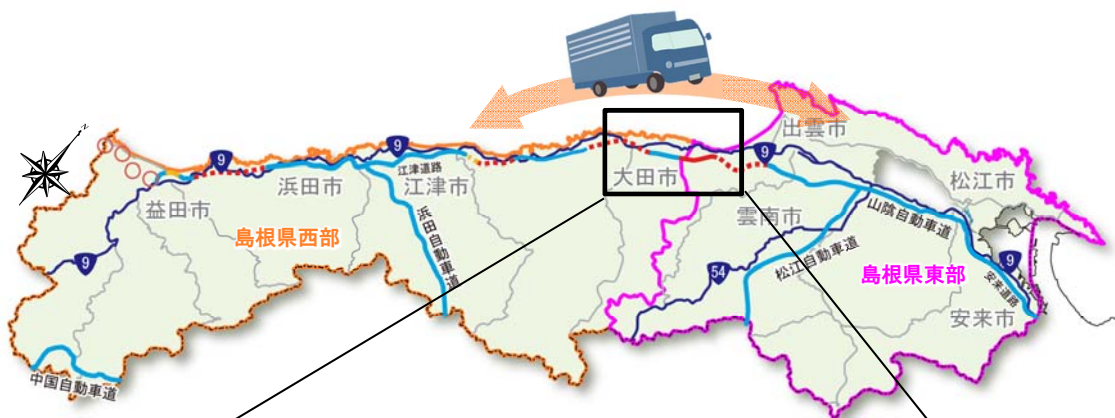 N
9
9
江津道路
浜田市
江津市
益田市
島根県西部
浜田自動車道
9
中国自動車道
大田市
出雲市
9
松江市
雲南市
山陰自動車道
54
松江自動車道
島根県東部
9
安来道路
安来市